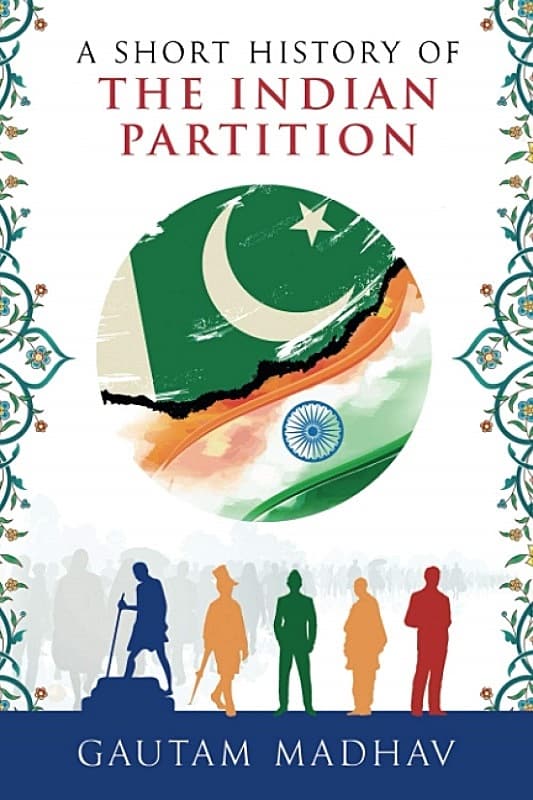 A SHORT HISTORY OF
THE INDIAN
PARTITION
GAUTAM MADHAV